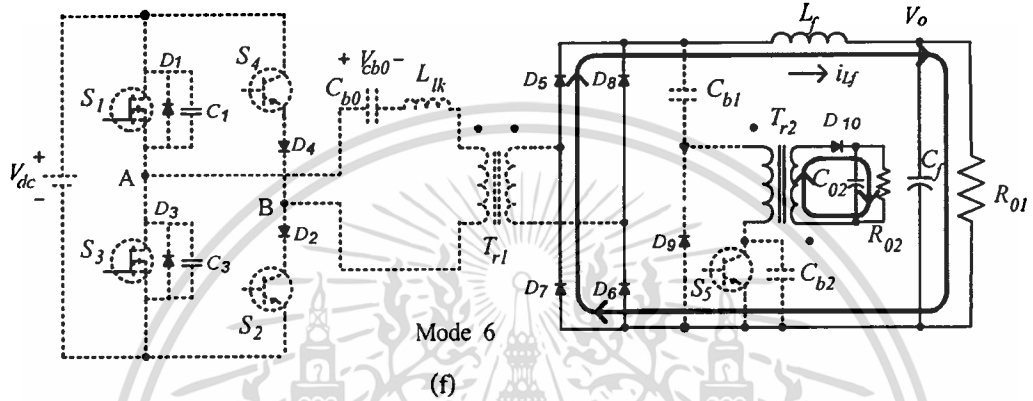 V_dc
+
−
S_1
D1
C_1
S_4
D_4
A
B
S_3
D_3
C_3
D_2
S_2
+ V_cb0 −
C_b0
L_lk
T_r1
D_5
D_8
D_7
D_6
C_b1
D_9
L_f
i_Lf
V_o
T_r2
D_10
C_02
R_02
S_5
C_b2
C_f
R_01
Mode 6
(f)